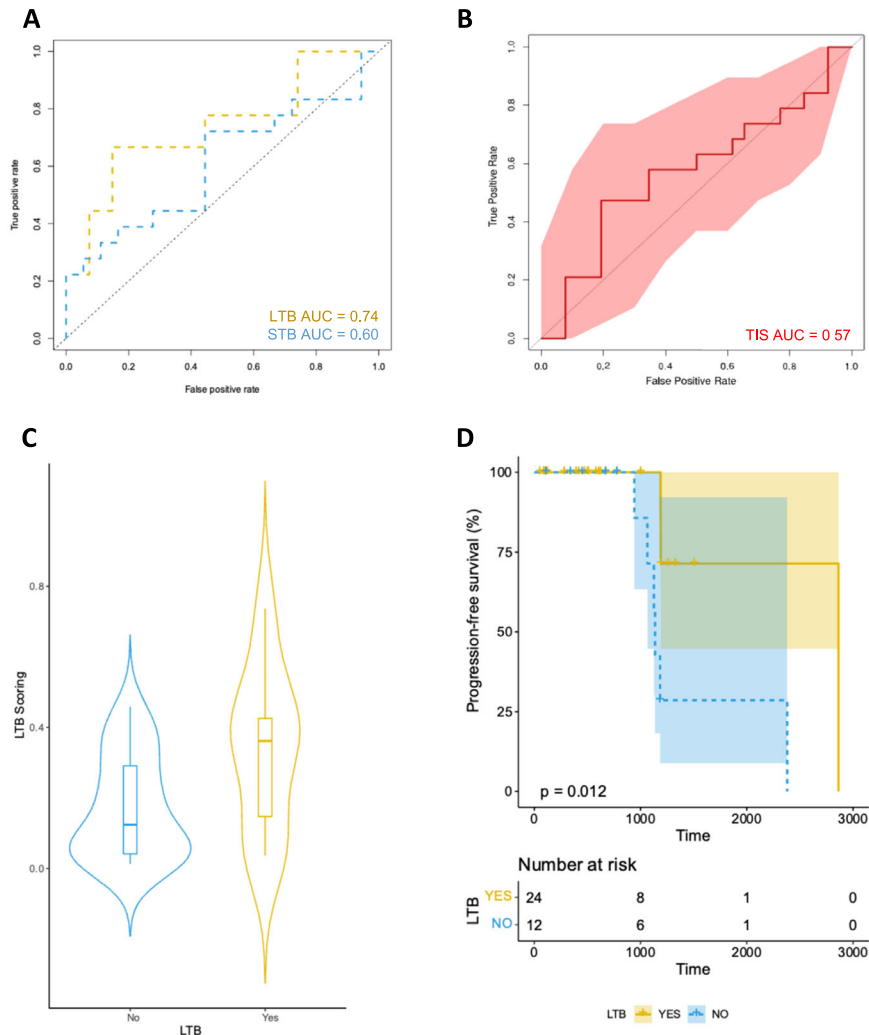 A
True positive rate
1.0
0.8
0.6
0.4
0.2
0.0
LTB AUC = 0.74
STB AUC = 0.60
0.0 0.2 0.4 0.6 0.8 1.0
False positive rate
B
True Positive Rate
1.0
0.8
0.6
0.4
0.2
0.0
TIS AUC = 0 57
0.0 0,2 0.4 0.6 0.8 1.0
False Positive Rate
C
LTB Scoring
0.8
0.4
0.0
No Yes
LTB
D
Progression-free survival (%)
100
75
50
25
0
p = 0.012
0 1000 2000 3000
Time
Number at risk
LTB
YES 24 8 1 0
NO 12 6 1 0
0 1000 2000 3000
Time
LTB YES NO